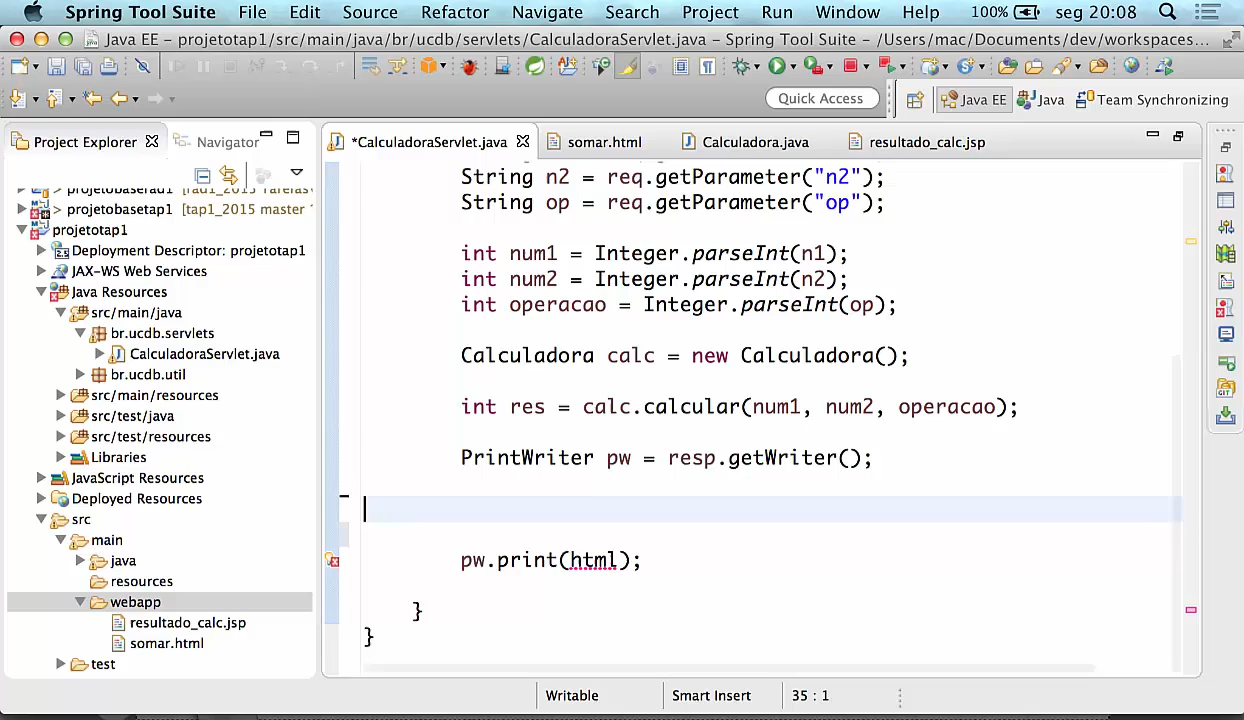 Spring Tool Suite File Edit Source Refactor Navigate Search Project Run Window Help 100% seg 20:08
Java EE – projetotap1/src/main/java/br/ucdb/servlets/CalculadoraServlet.java – Spring Tool Suite – /Users/mac/Documents/dev/workspaces...
Quick Access Java EE Java Team Synchronizing
Project Explorer Navigator
*CalculadoraServlet.java somar.html Calculadora.java resultado_calc.jsp
> projetobasetap1 [tap1_2015 master
projetotap1
Deployment Descriptor: projetotap1
JAX-WS Web Services
Java Resources
src/main/java
br.ucdb.servlets
CalculadoraServlet.java
br.ucdb.util
src/main/resources
src/test/java
src/test/resources
Libraries
JavaScript Resources
Deployed Resources
src
main
java
resources
webapp
resultado_calc.jsp
somar.html
test
String n2 = req.getParameter("n2");
String op = req.getParameter("op");
int num1 = Integer.parseInt(n1);
int num2 = Integer.parseInt(n2);
int operacao = Integer.parseInt(op);
Calculadora calc = new Calculadora();
int res = calc.calcular(num1, num2, operacao);
PrintWriter pw = resp.getWriter();
pw.print(html);
}
}
Writable Smart Insert 35 : 1